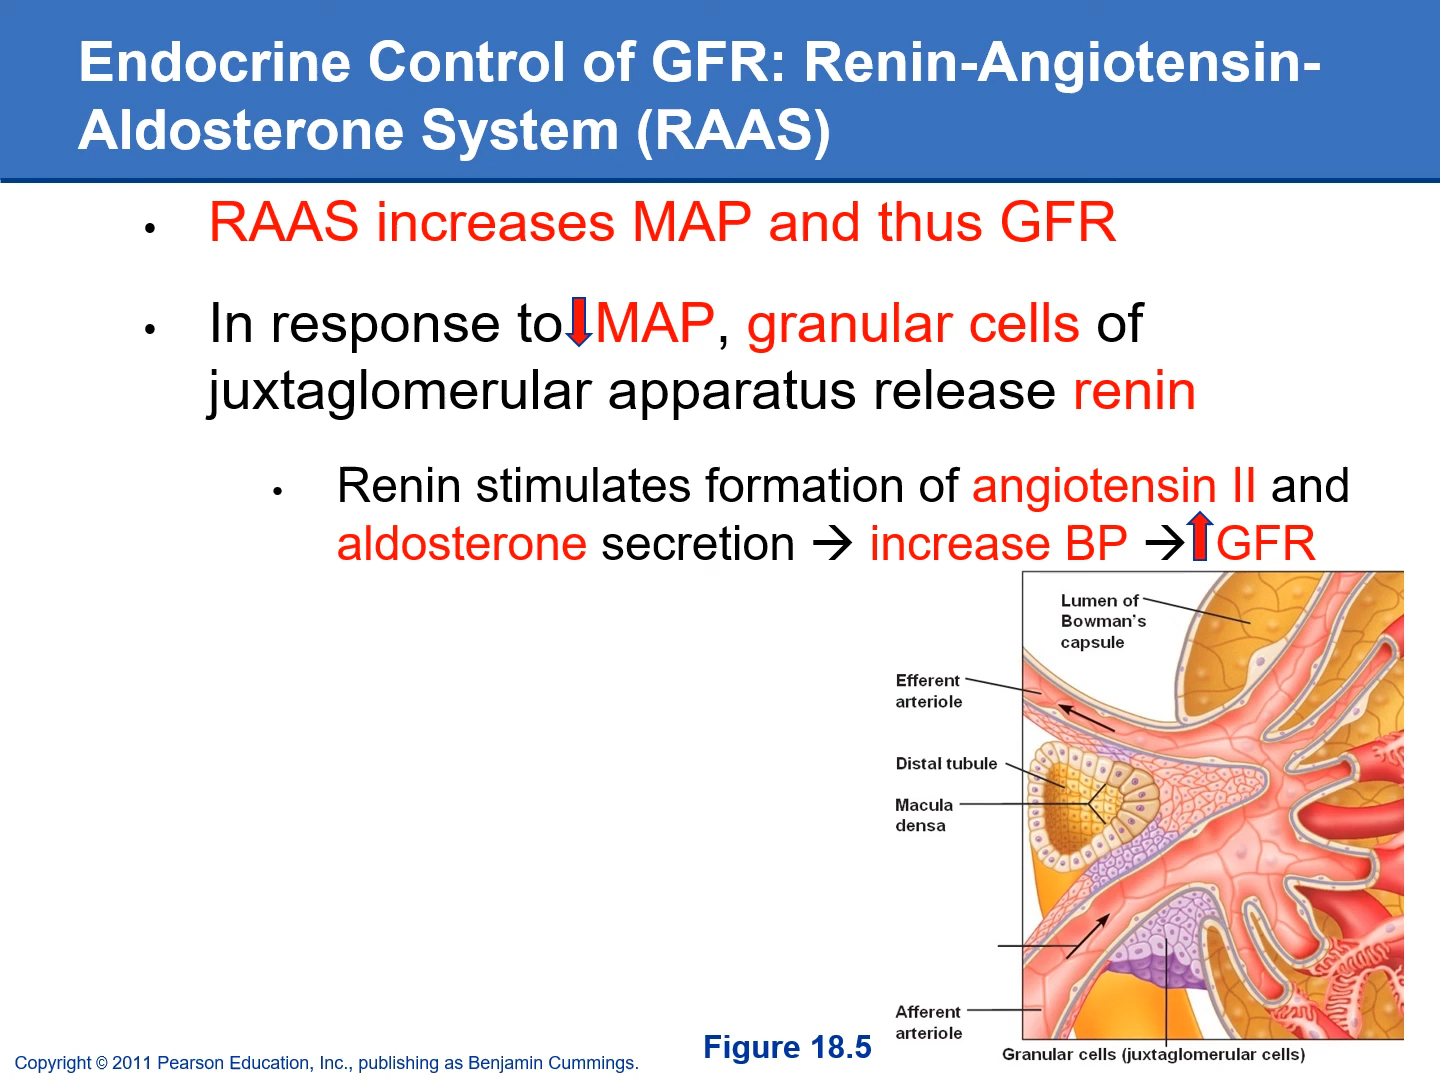 Endocrine Control of GFR: Renin-Angiotensin-
Aldosterone System (RAAS)
• RAAS increases MAP and thus GFR
• In response to⬇MAP, granular cells of
juxtaglomerular apparatus release renin
• Renin stimulates formation of angiotensin II and
aldosterone secretion → increase BP →⬆GFR
Lumen of
Bowman's
capsule
Efferent
arteriole
Distal tubule
Macula
densa
Afferent
arteriole
Granular cells (juxtaglomerular cells)
Figure 18.5
Copyright © 2011 Pearson Education, Inc., publishing as Benjamin Cummings.